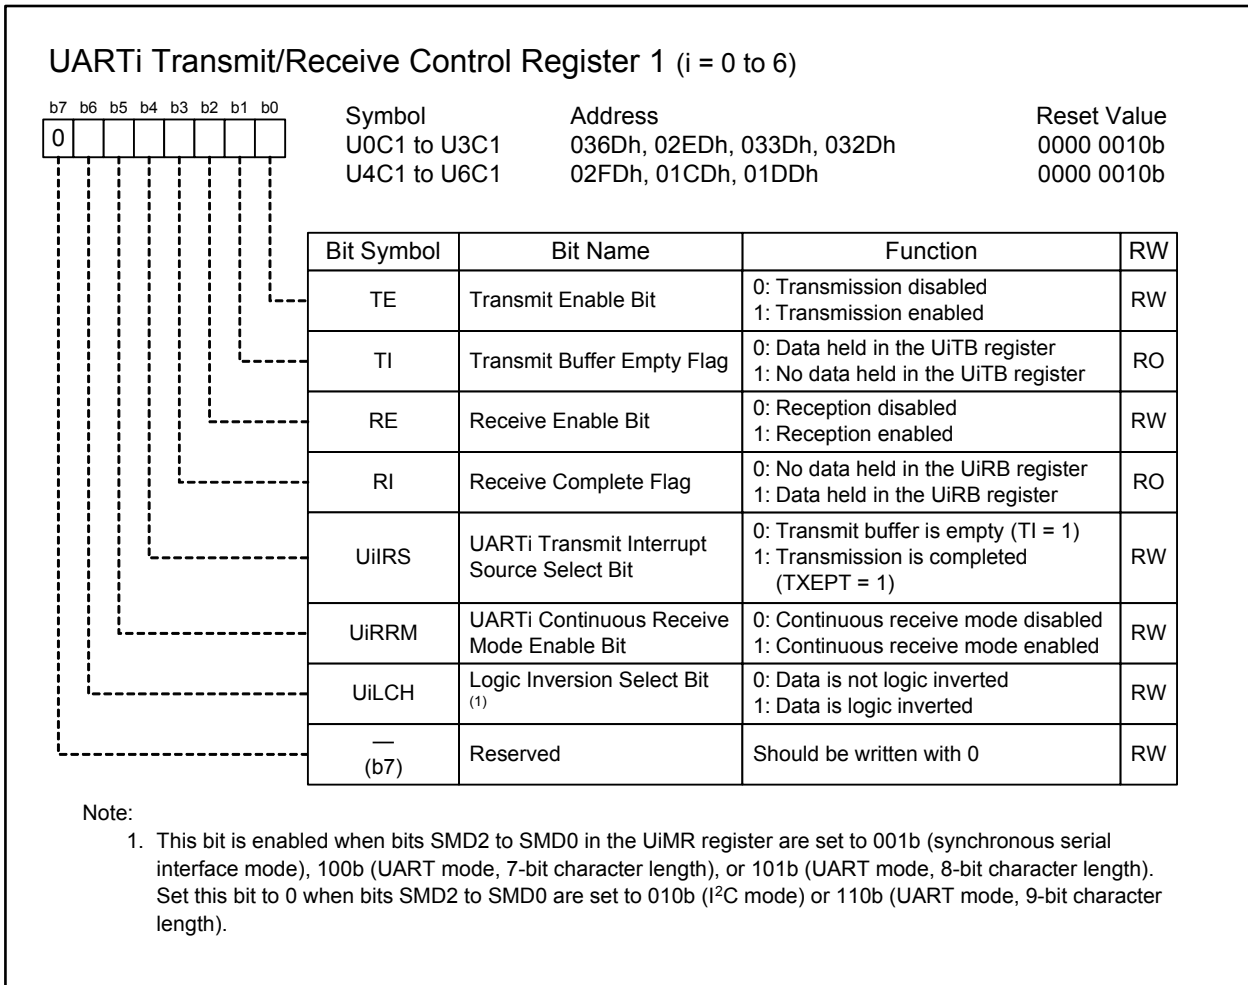 UARTi Transmit/Receive Control Register 1 (i = 0 to 6)
b7 b6 b5 b4 b3 b2 b1 b0
0
Symbol Address Reset Value
U0C1 to U3C1 036Dh, 02EDh, 033Dh, 032Dh 0000 0010b
U4C1 to U6C1 02FDh, 01CDh, 01DDh 0000 0010b
Bit Symbol Bit Name Function RW
TE Transmit Enable Bit 0: Transmission disabled
1: Transmission enabled RW
TI Transmit Buffer Empty Flag 0: Data held in the UiTB register
1: No data held in the UiTB register RO
RE Receive Enable Bit 0: Reception disabled
1: Reception enabled RW
RI Receive Complete Flag 0: No data held in the UiRB register
1: Data held in the UiRB register RO
UiIRS UARTi Transmit Interrupt
Source Select Bit 0: Transmit buffer is empty (TI = 1)
1: Transmission is completed
(TXEPT = 1) RW
UiRRM UARTi Continuous Receive
Mode Enable Bit 0: Continuous receive mode disabled
1: Continuous receive mode enabled RW
UiLCH Logic Inversion Select Bit
(1) 0: Data is not logic inverted
1: Data is logic inverted RW
—
(b7) Reserved Should be written with 0 RW
Note:
1. This bit is enabled when bits SMD2 to SMD0 in the UiMR register are set to 001b (synchronous serial
interface mode), 100b (UART mode, 7-bit character length), or 101b (UART mode, 8-bit character length).
Set this bit to 0 when bits SMD2 to SMD0 are set to 010b (I²C mode) or 110b (UART mode, 9-bit character
length).